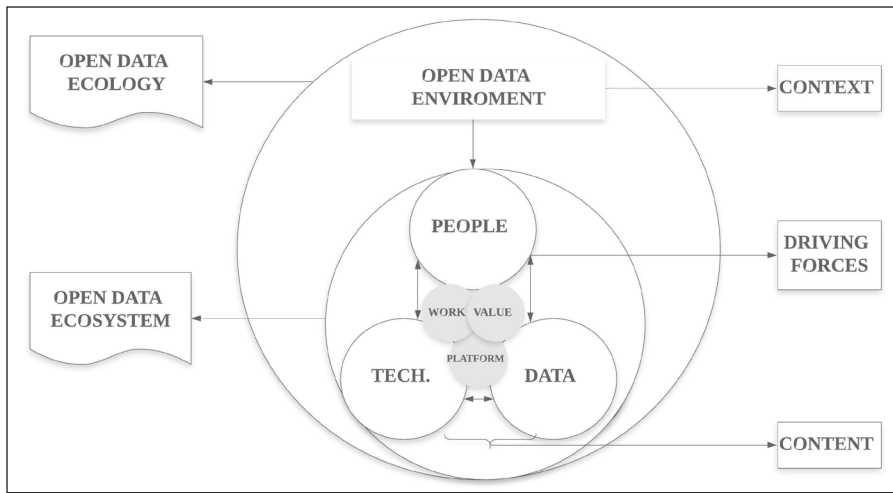 OPEN DATA
ECOLOGY
OPEN DATA
ENVIROMENT
CONTEXT
PEOPLE
DRIVING
FORCES
OPEN DATA
ECOSYSTEM
WORK
VALUE
PLATFORM
TECH.
DATA
CONTENT